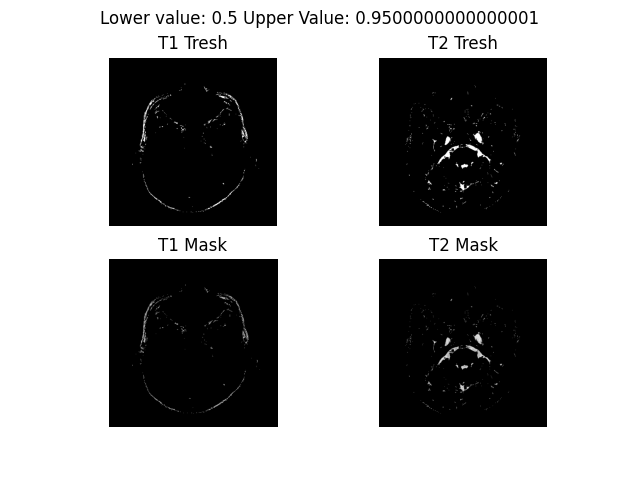 Lower value: 0.5 Upper Value: 0.9500000000000001
T1 Tresh
T2 Tresh
T1 Mask
T2 Mask